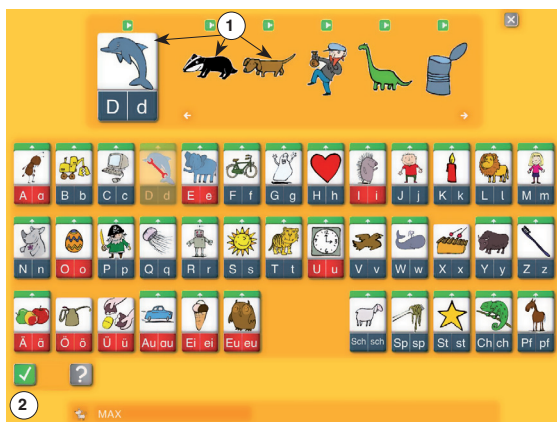 1
D d
A a B b C c D d E e F f G g H h I i J j K k L l M m
N n O o P p Q q R r S s T t U u V v W w X x Y y Z z
Ä ä Ö ö Ü ü Au au Ei ei Eu eu Sch sch Sp sp St st Ch ch Pf pf
?
2
MAX